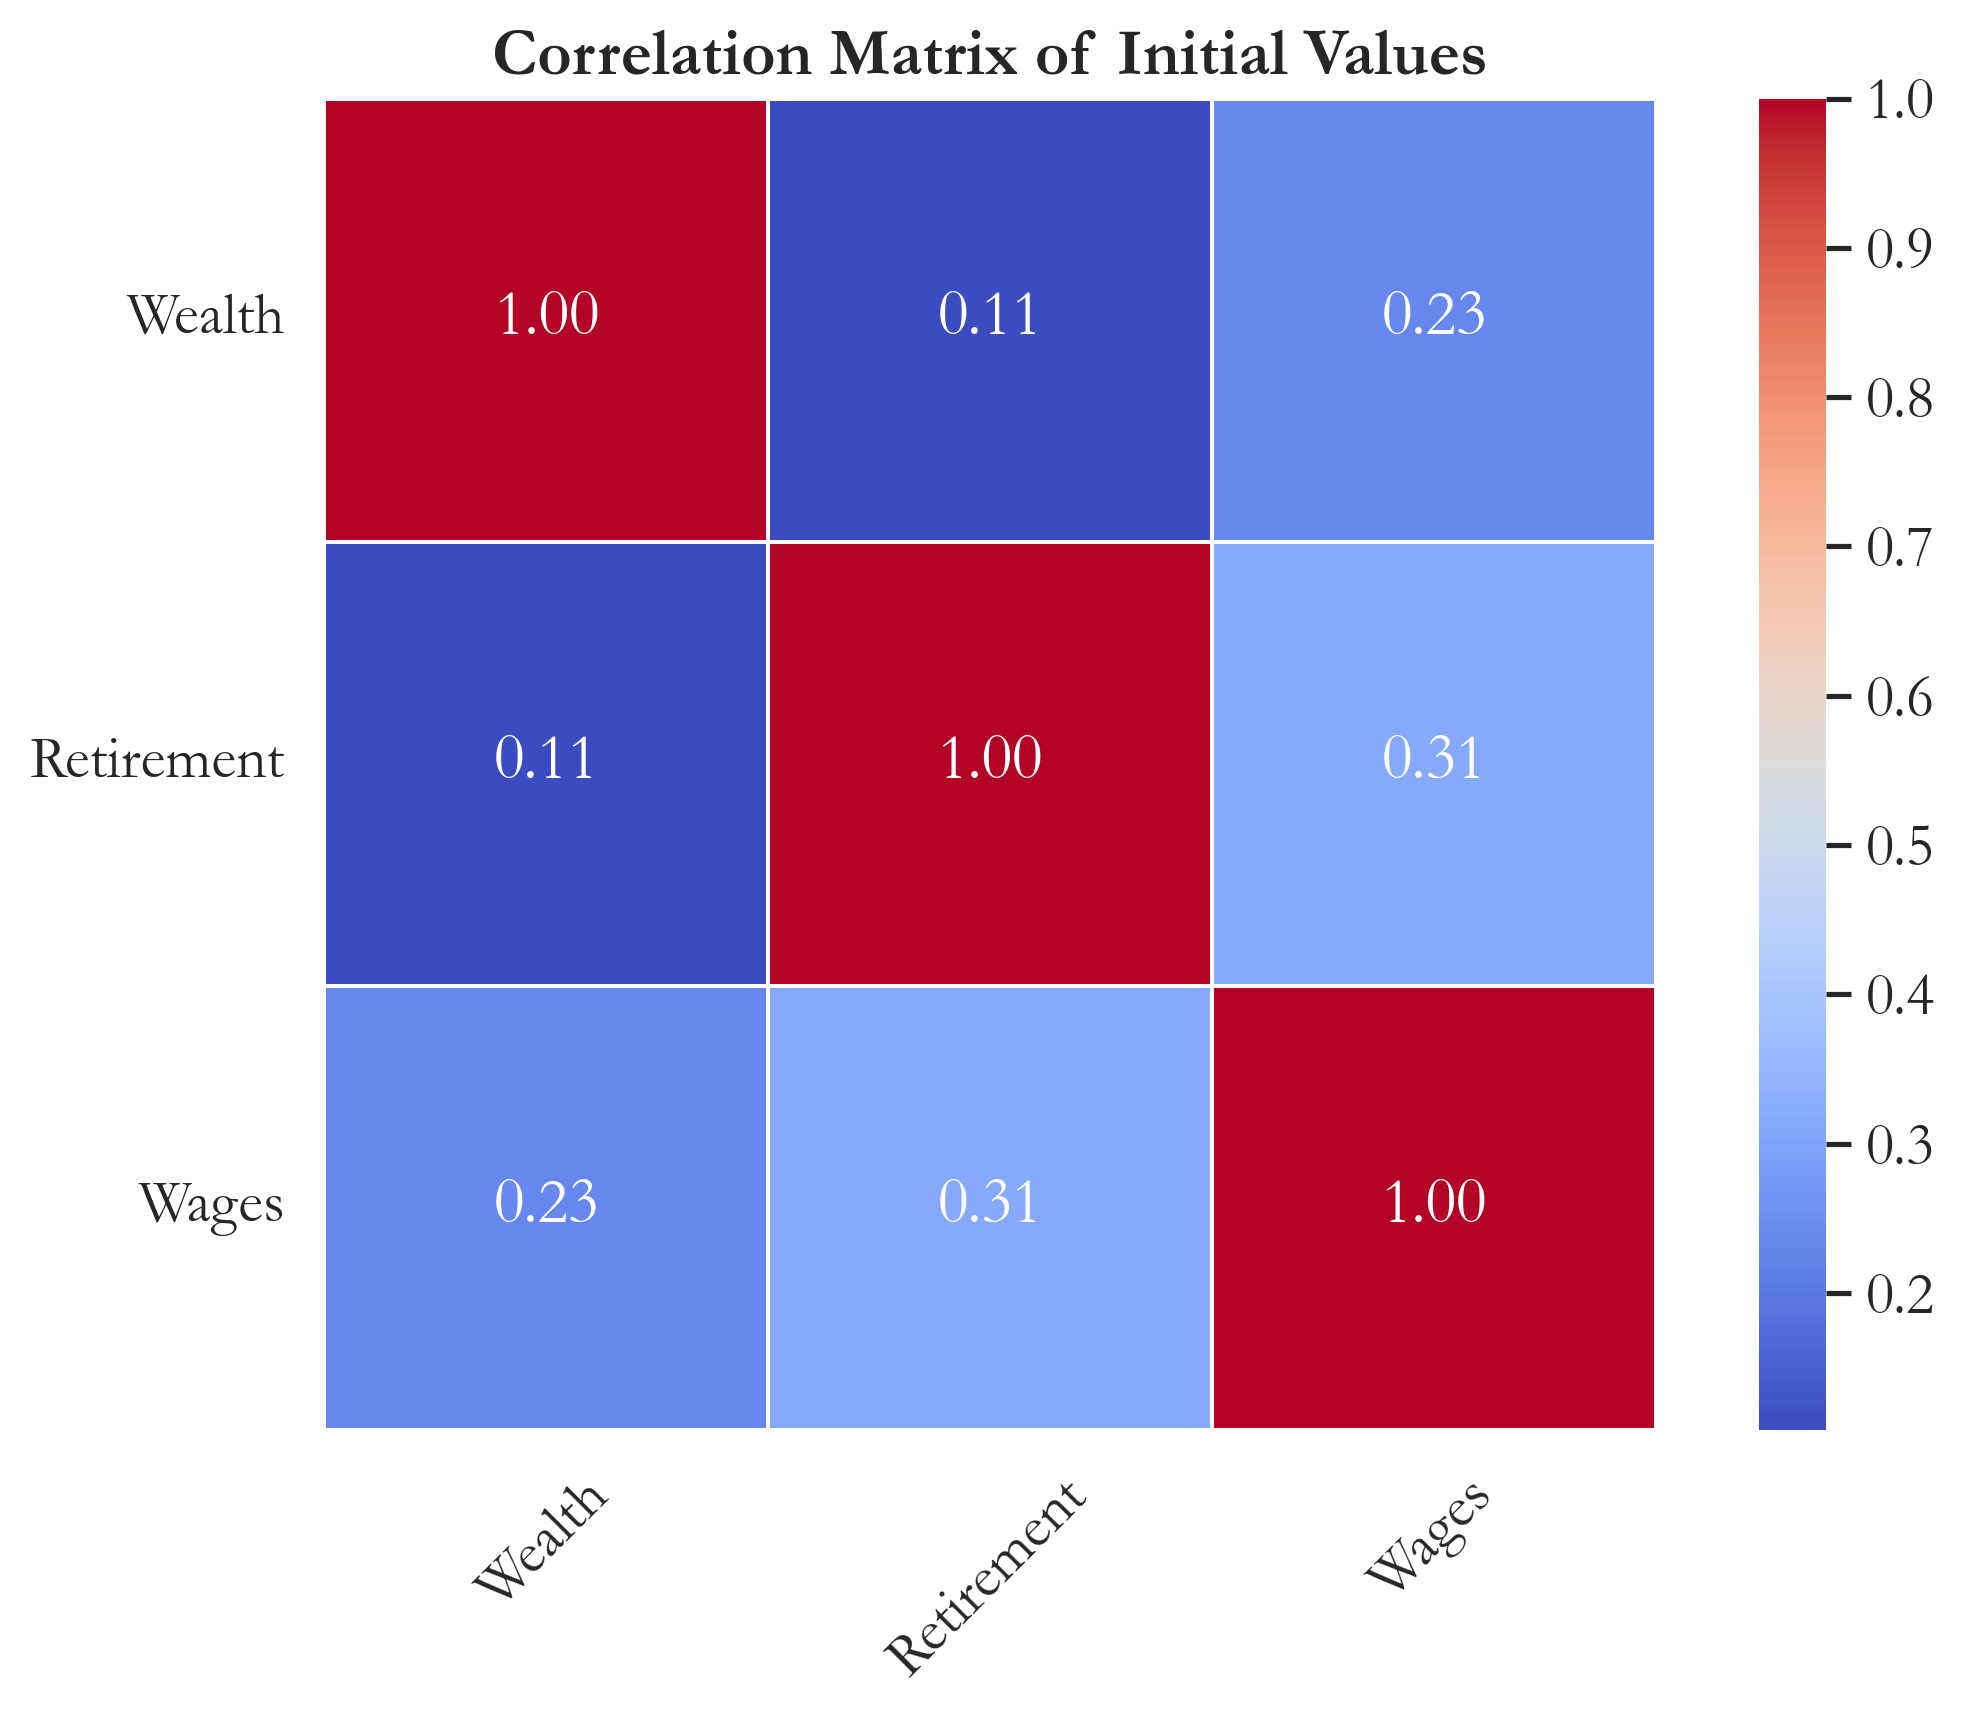 Correlation Matrix of Initial Values
Wealth 1.00 0.11 0.23
Retirement 0.11 1.00 0.31
Wages 0.23 0.31 1.00
Wealth Retirement Wages
1.0
0.9
0.8
0.7
0.6
0.5
0.4
0.3
0.2